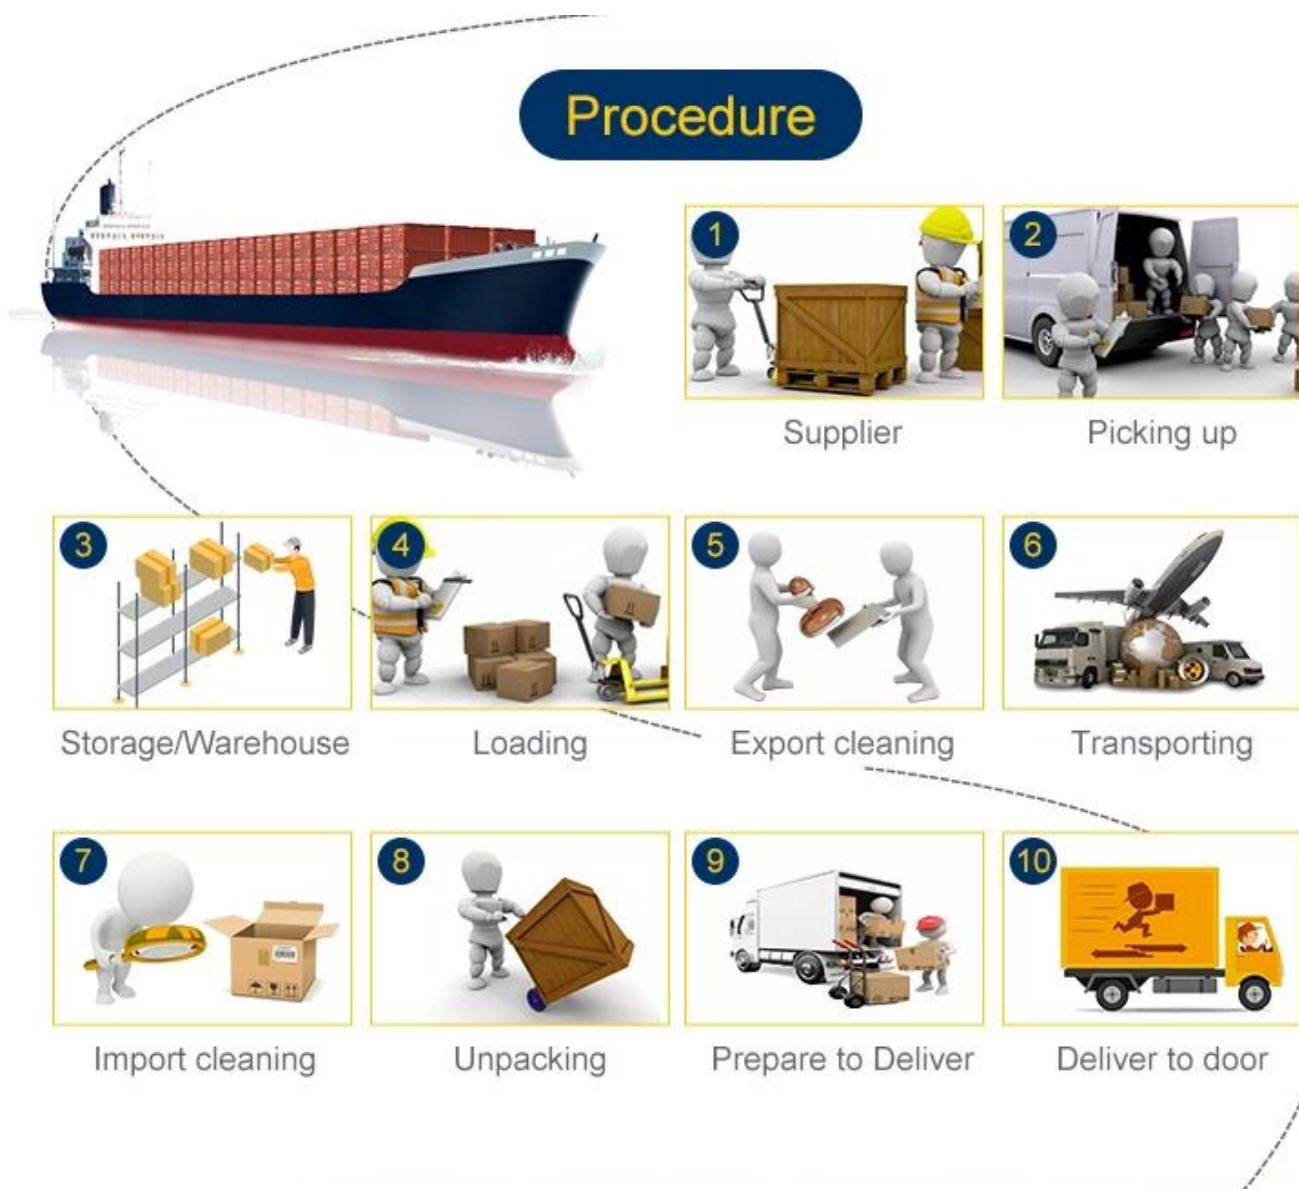 Procedure
1
2
Supplier
Picking up
3
4
5
6
Storage/Warehouse
Loading
Export cleaning
Transporting
7
8
9
10
Import cleaning
Unpacking
Prepare to Deliver
Deliver to door